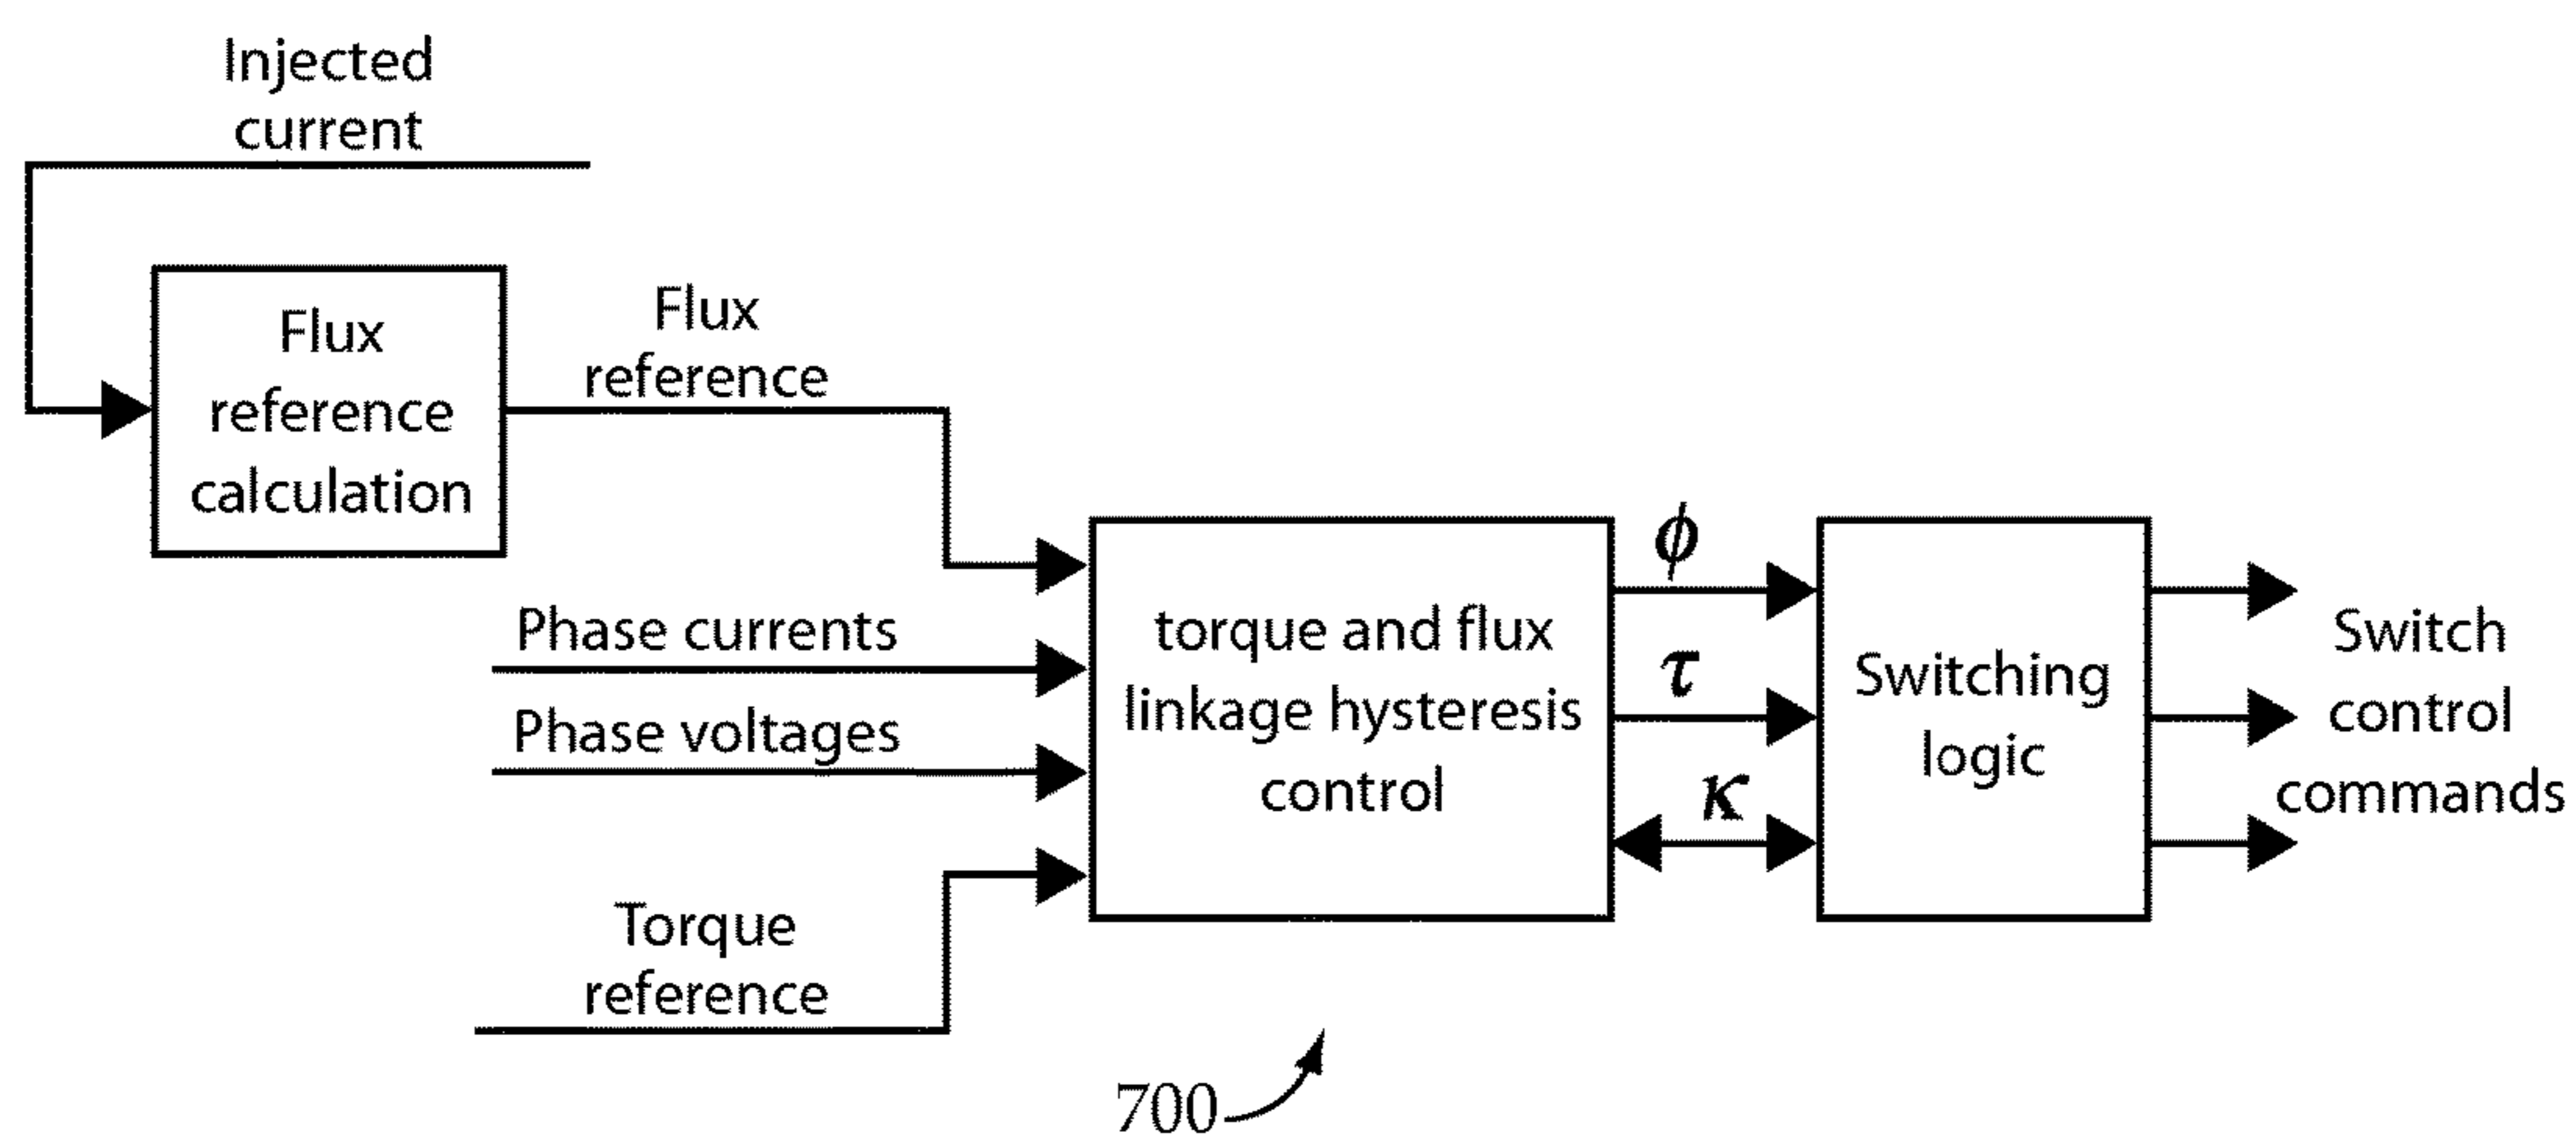 Injected
current
Flux
reference
calculation
Flux
reference
Phase currents
Phase voltages
Torque
reference
torque and flux
linkage hysteresis
control
ϕ
τ
κ
Switching
logic
Switch
control
commands
700